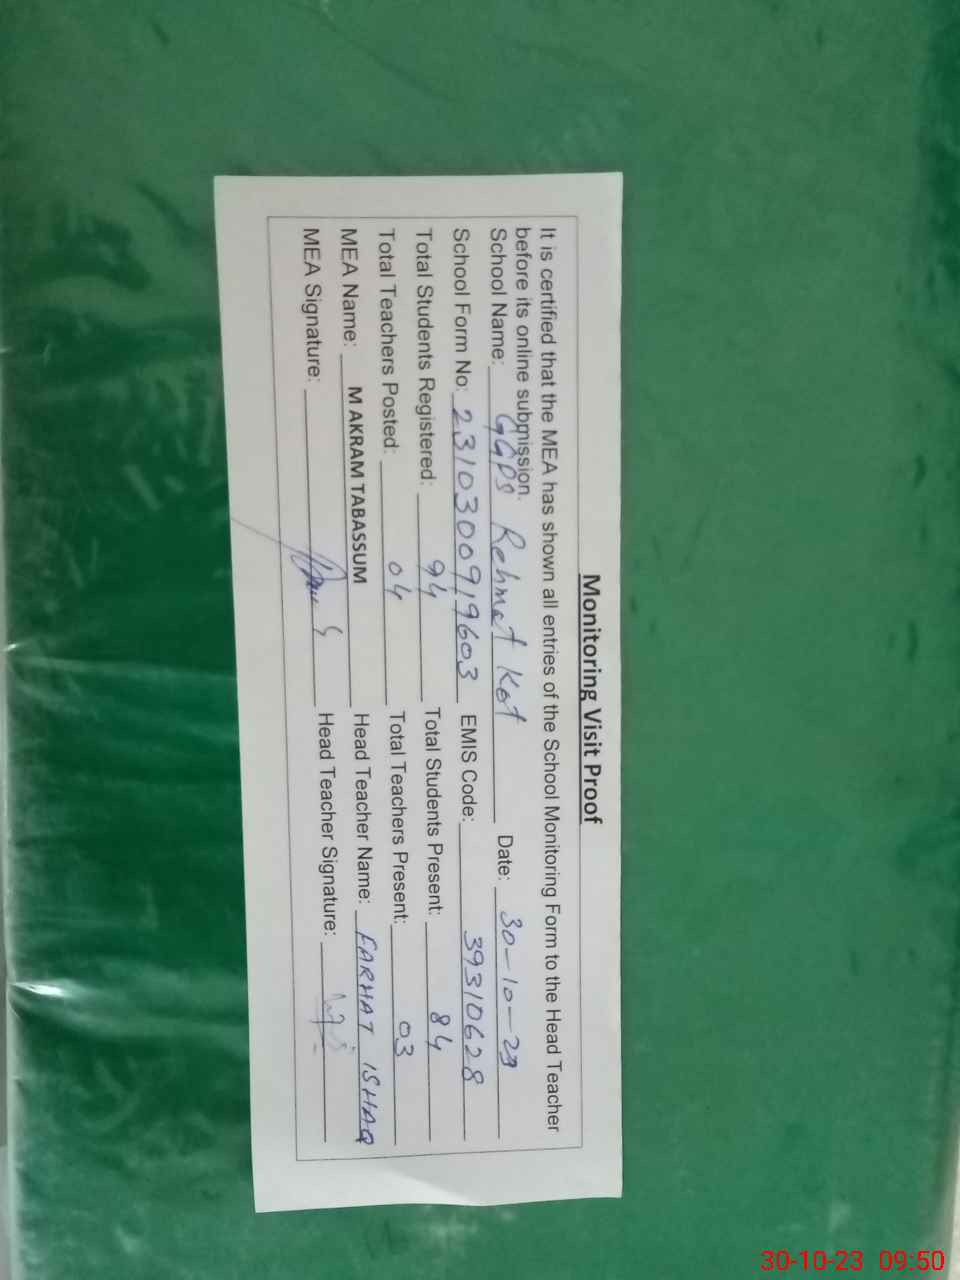 Monitoring Visit Proof
It is certified that the MEA has shown all entries of the School Monitoring Form to the Head Teacher
before its online submission.
School Name: GGPS Rehmat Kot Date: 30-10-23
School Form No: 2310300919603 EMIS Code: 39310628
Total Students Registered: 94 Total Students Present: 84
Total Teachers Posted: 04 Total Teachers Present: 03
MEA Name: M AKRAM TABASSUM Head Teacher Name: FARHAT ISHAQ
MEA Signature: Head Teacher Signature:
30-10-23 09:50